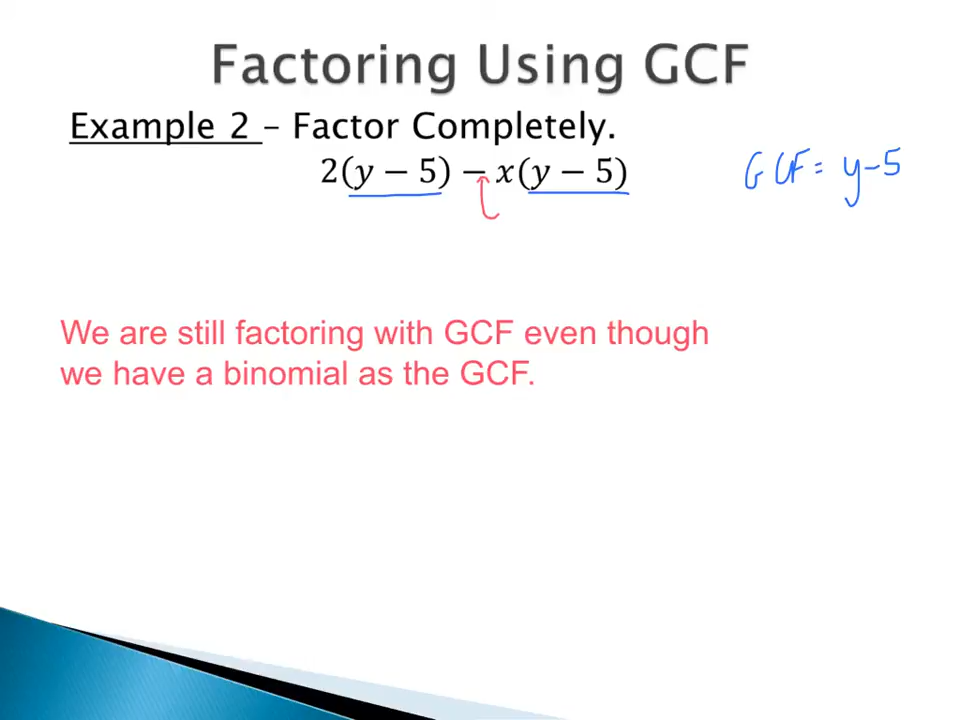 Factoring Using GCF
Example 2 – Factor Completely.
2(y − 5) − x(y − 5)
GCF = y-5
We are still factoring with GCF even though
we have a binomial as the GCF.